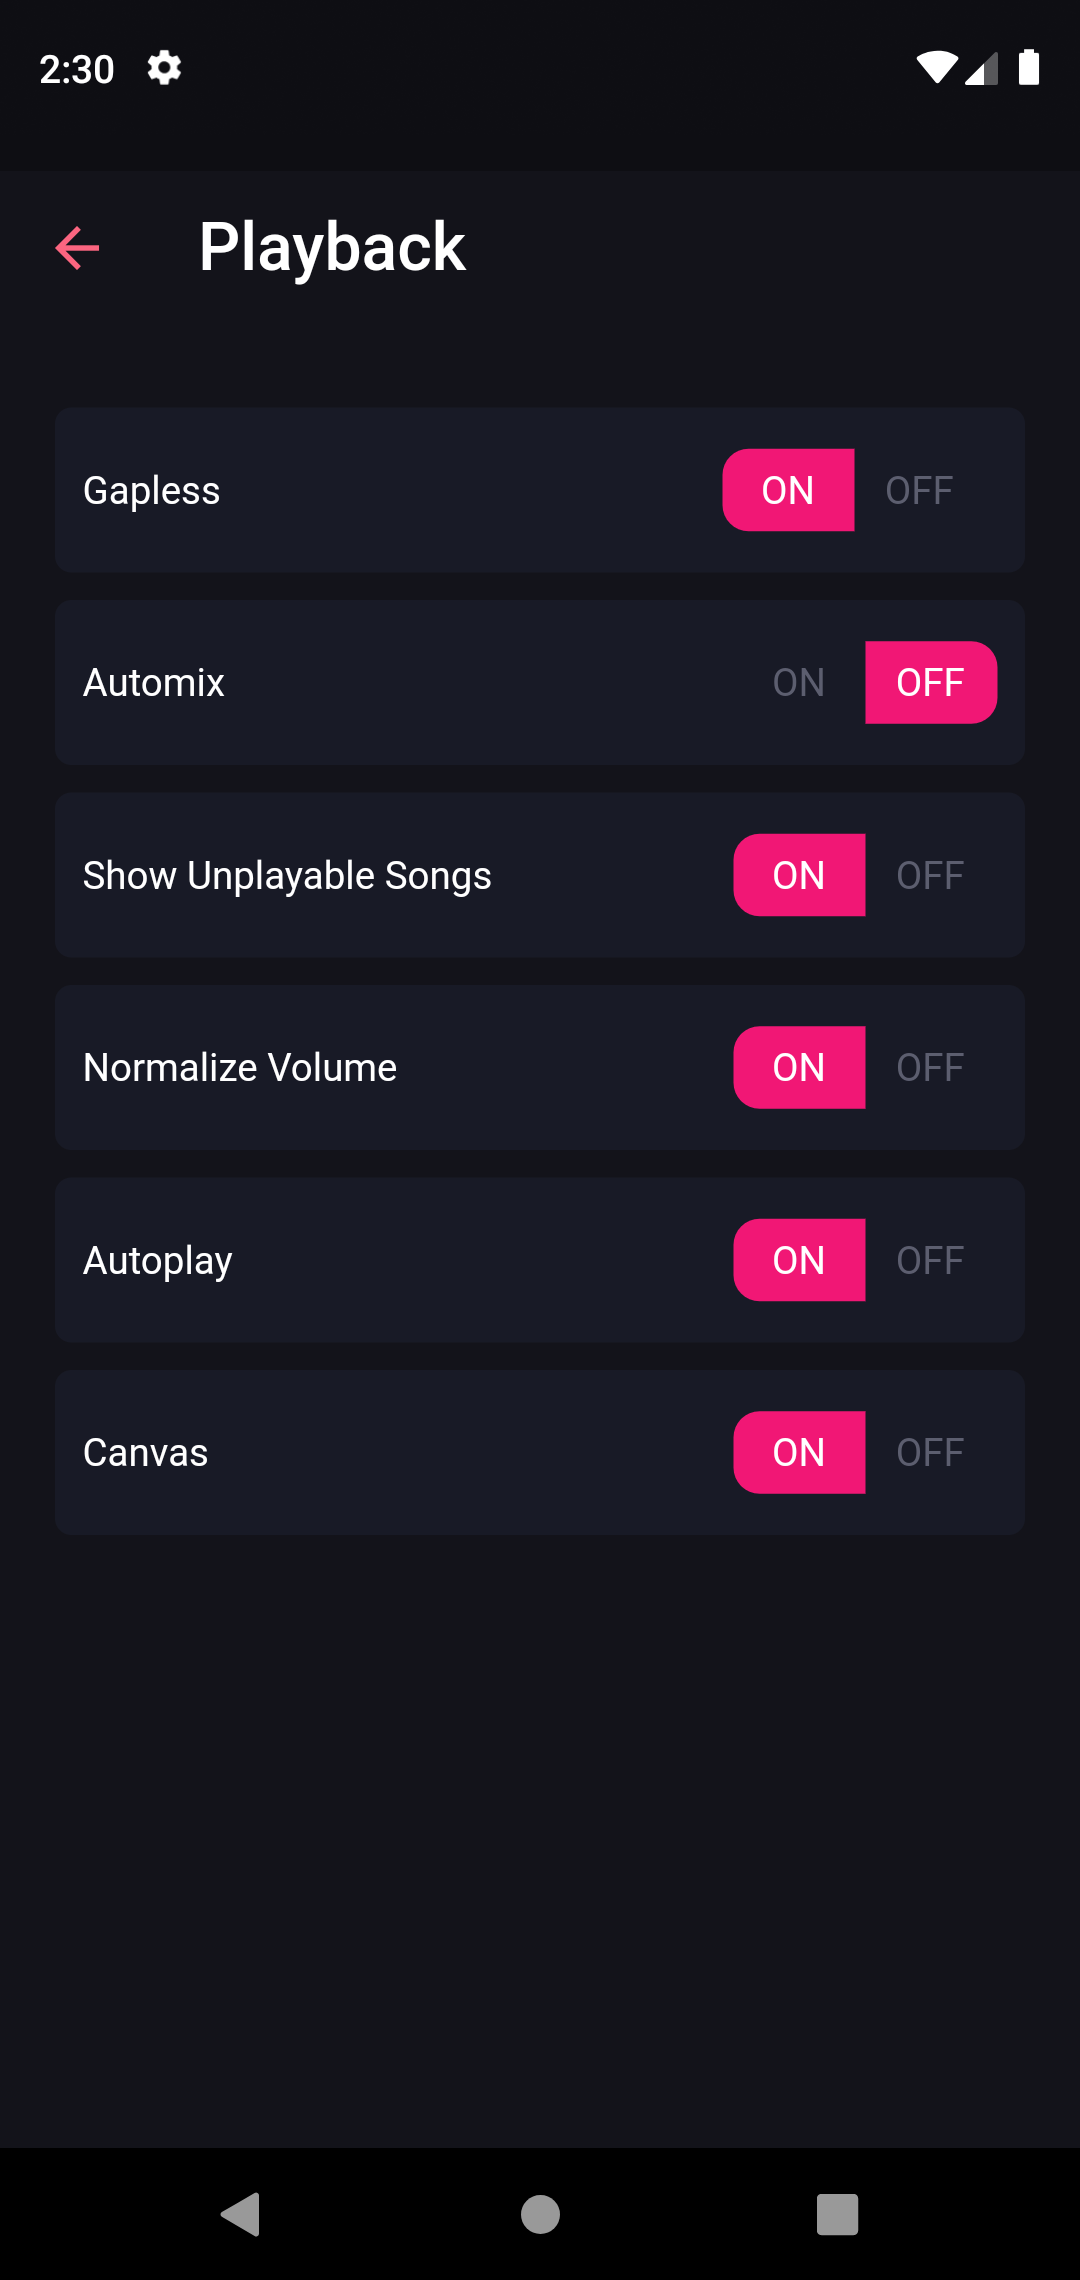 2:30
Playback
Gapless ON OFF
Automix ON OFF
Show Unplayable Songs ON OFF
Normalize Volume ON OFF
Autoplay ON OFF
Canvas ON OFF